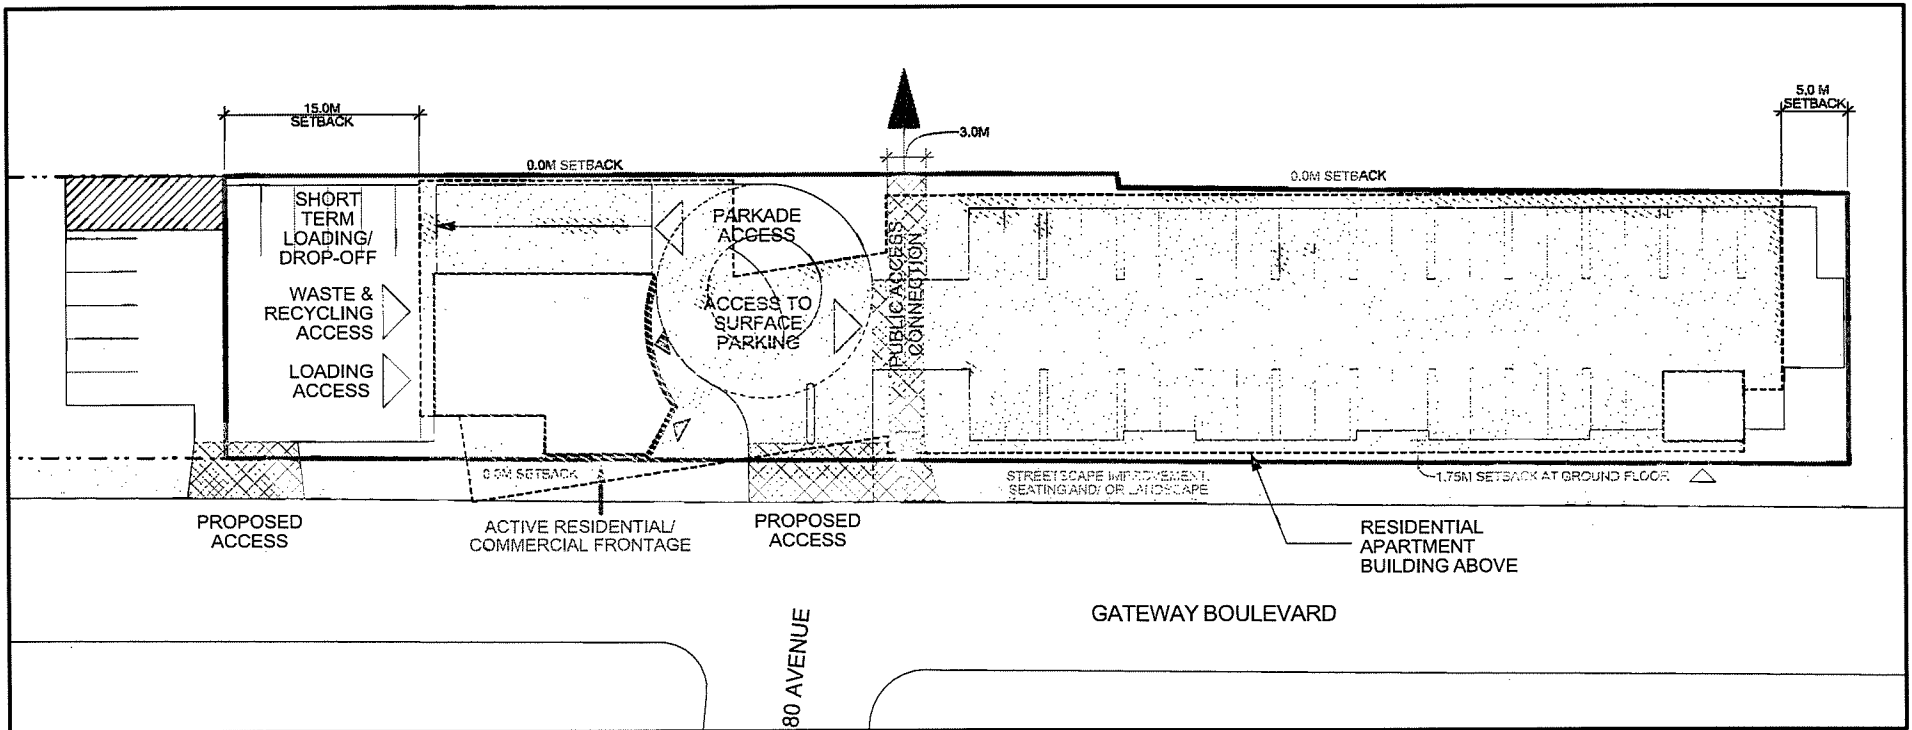 15.0M
SETBACK
5.0 M
SETBACK
3.0M
0.0M SETBACK
0.0M SETBACK
SHORT
TERM
LOADING/
DROP-OFF
PARKADE
ACCESS
WASTE &
RECYCLING
ACCESS
ACCESS TO
SURFACE
PARKING
PUBLIC ACCESS
CONNECTION
LOADING
ACCESS
0.0M SETBACK
STREETSCAPE IMPROVEMENT,
SEATING AND/ OR LANDSCAPE
1.75M SETBACK AT GROUND FLOOR
PROPOSED
ACCESS
ACTIVE RESIDENTIAL/
COMMERCIAL FRONTAGE
PROPOSED
ACCESS
RESIDENTIAL
APARTMENT
BUILDING ABOVE
GATEWAY BOULEVARD
80 AVENUE